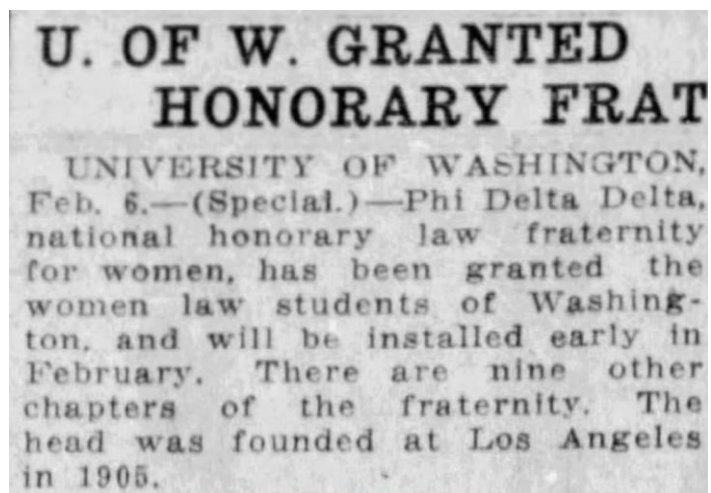 U. OF W. GRANTED
HONORARY FRAT
UNIVERSITY OF WASHINGTON,
Feb. 6.—(Special.)—Phi Delta Delta,
national honorary law fraternity
for women, has been granted the
women law students of Washing-
ton, and will be installed early in
February. There are nine other
chapters of the fraternity. The
head was founded at Los Angeles
in 1905.